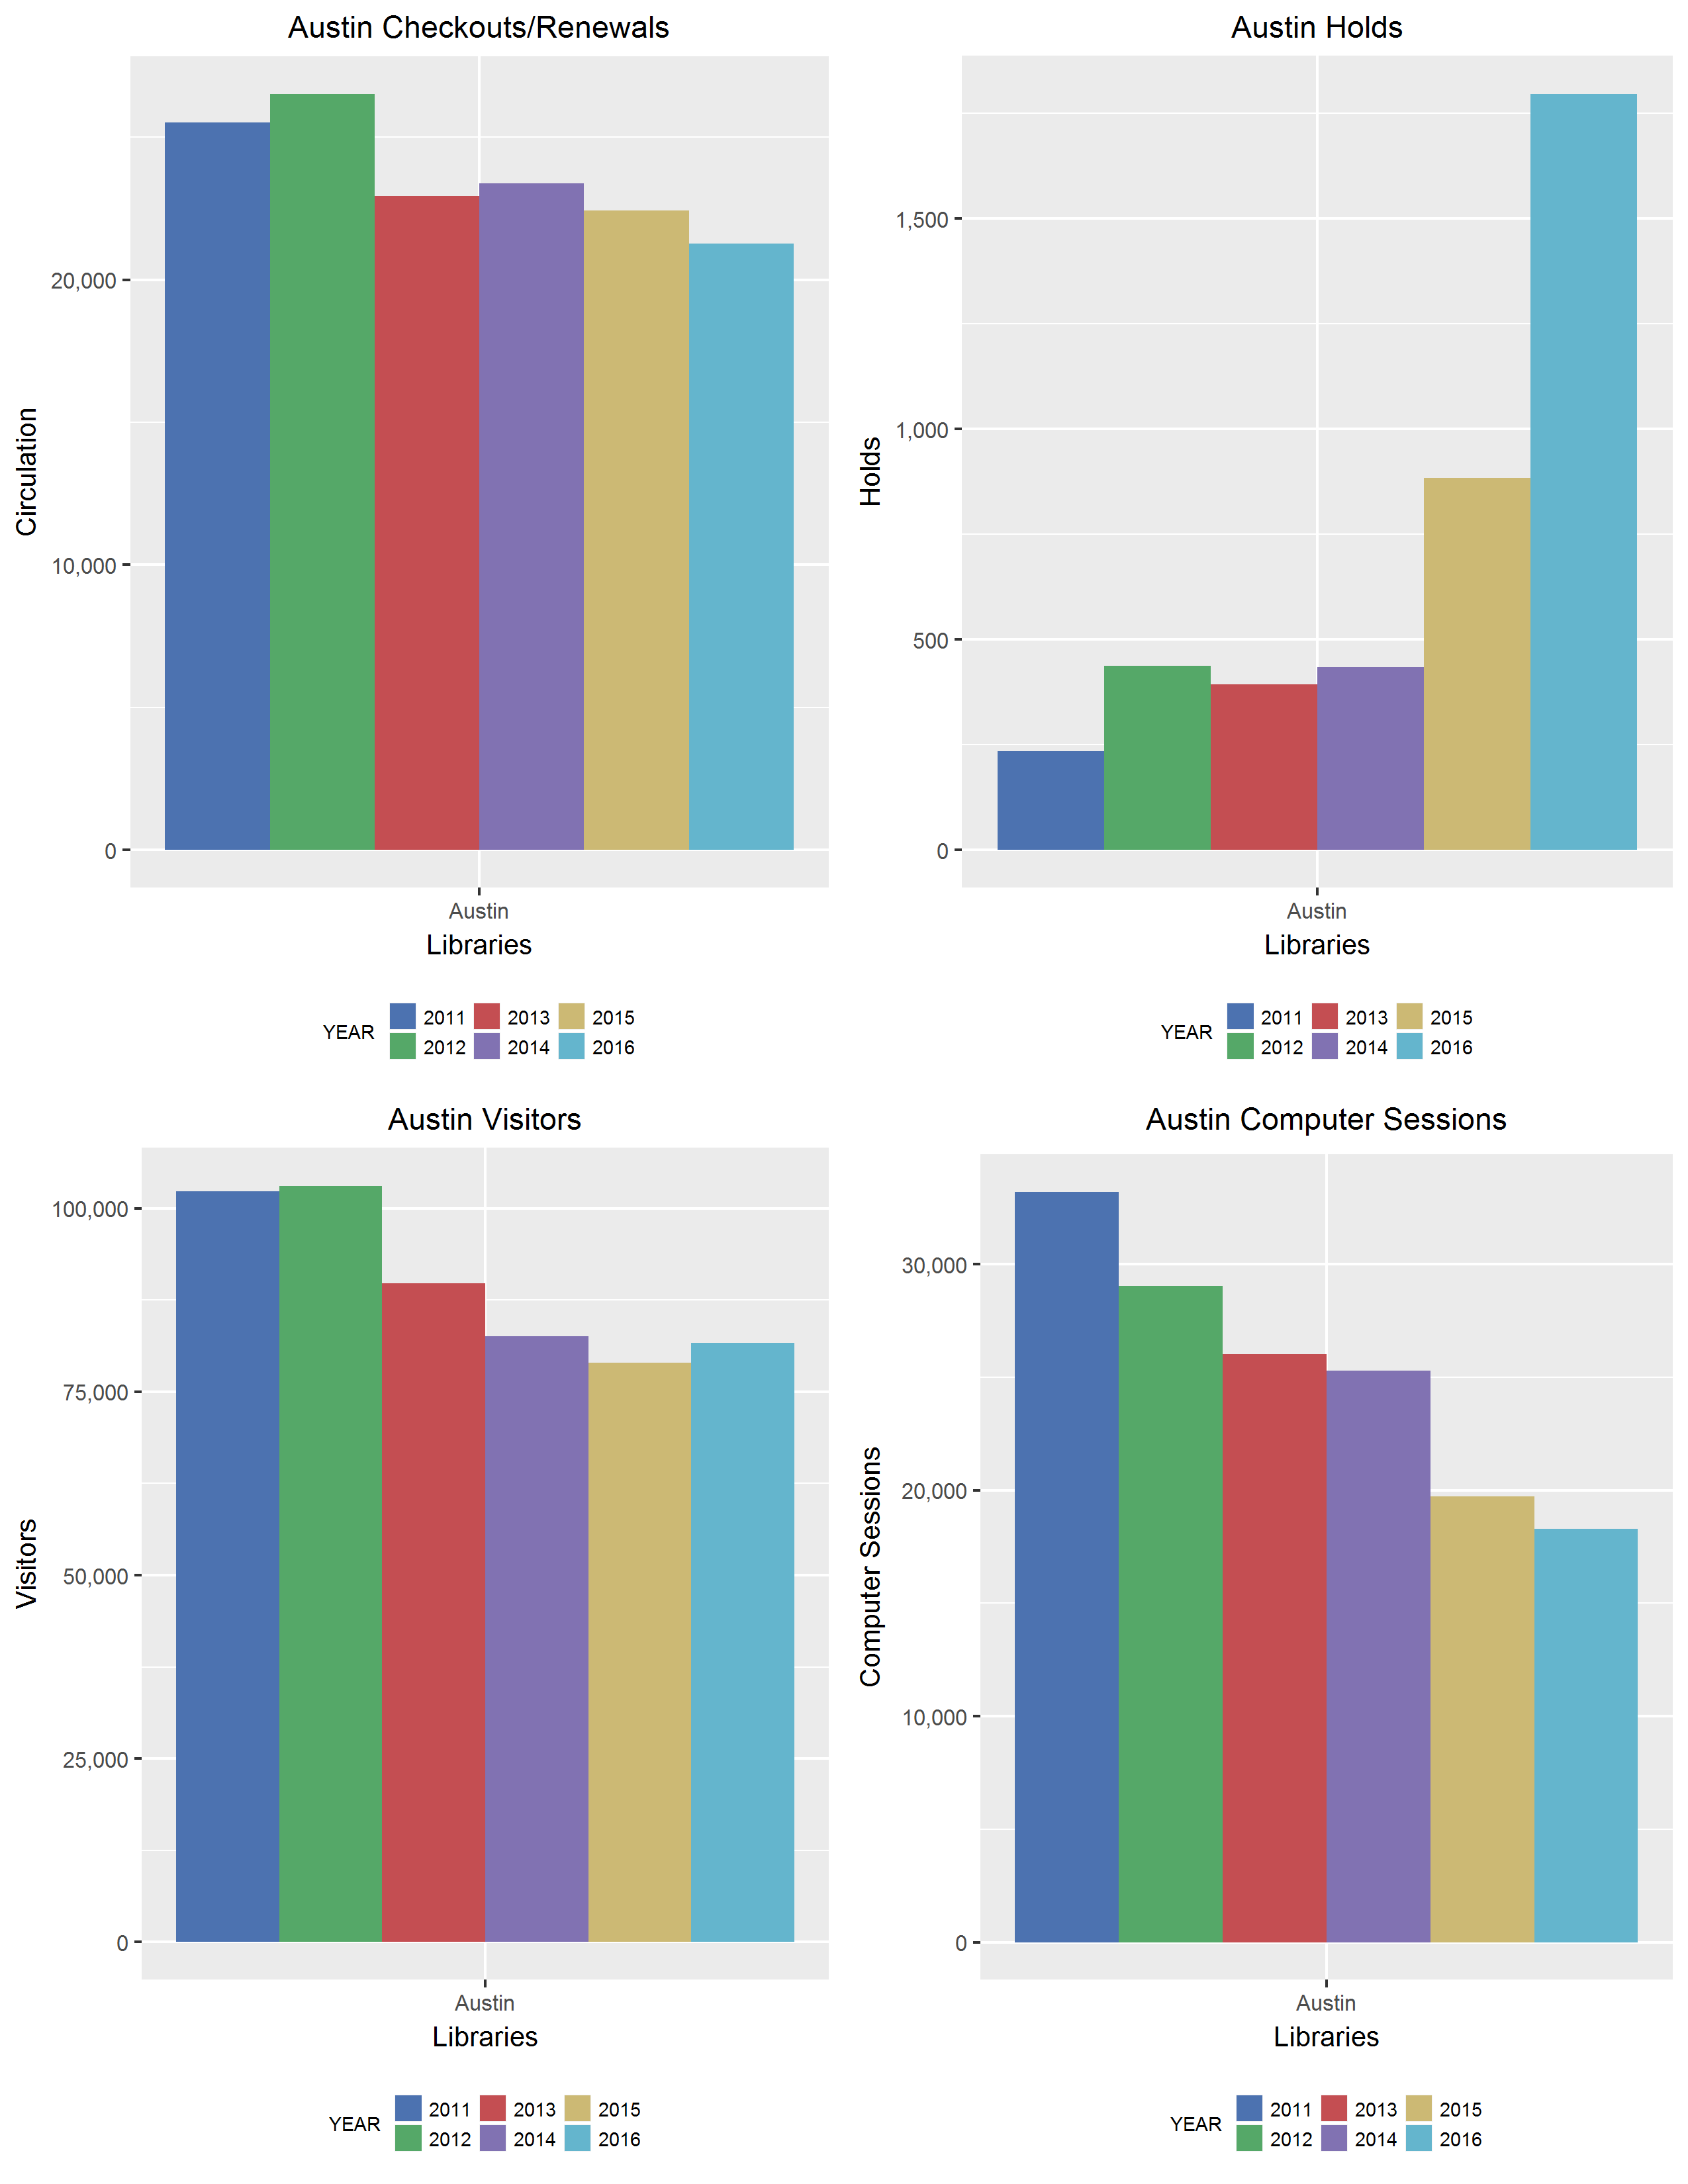 Austin Checkouts/Renewals
Circulation
20,000
10,000
0
Austin
Libraries
YEAR
2011 2013 2015
2012 2014 2016
Austin Holds
Holds
1,500
1,000
500
0
Austin
Libraries
YEAR
2011 2013 2015
2012 2014 2016
Austin Visitors
Visitors
100,000
75,000
50,000
25,000
0
Austin
Libraries
YEAR
2011 2013 2015
2012 2014 2016
Austin Computer Sessions
Computer Sessions
30,000
20,000
10,000
0
Austin
Libraries
YEAR
2011 2013 2015
2012 2014 2016